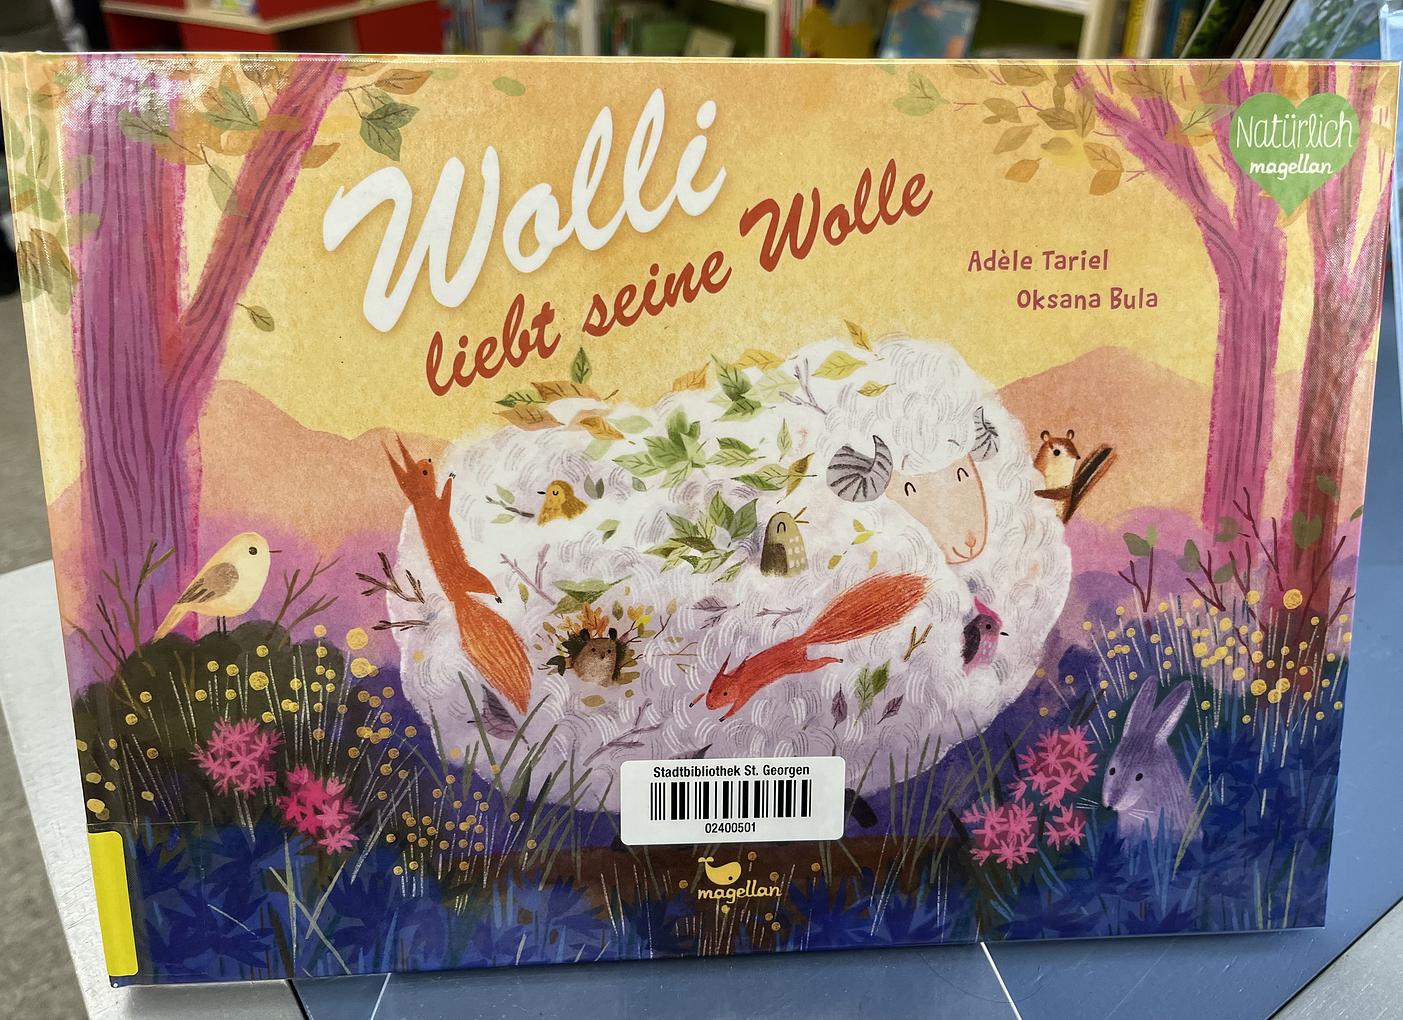 Wolli
liebt seine Wolle
Natürlich
magellan
Adèle Tariel
Oksana Bula
Stadtbibliothek St. Georgen
02400501
magellan